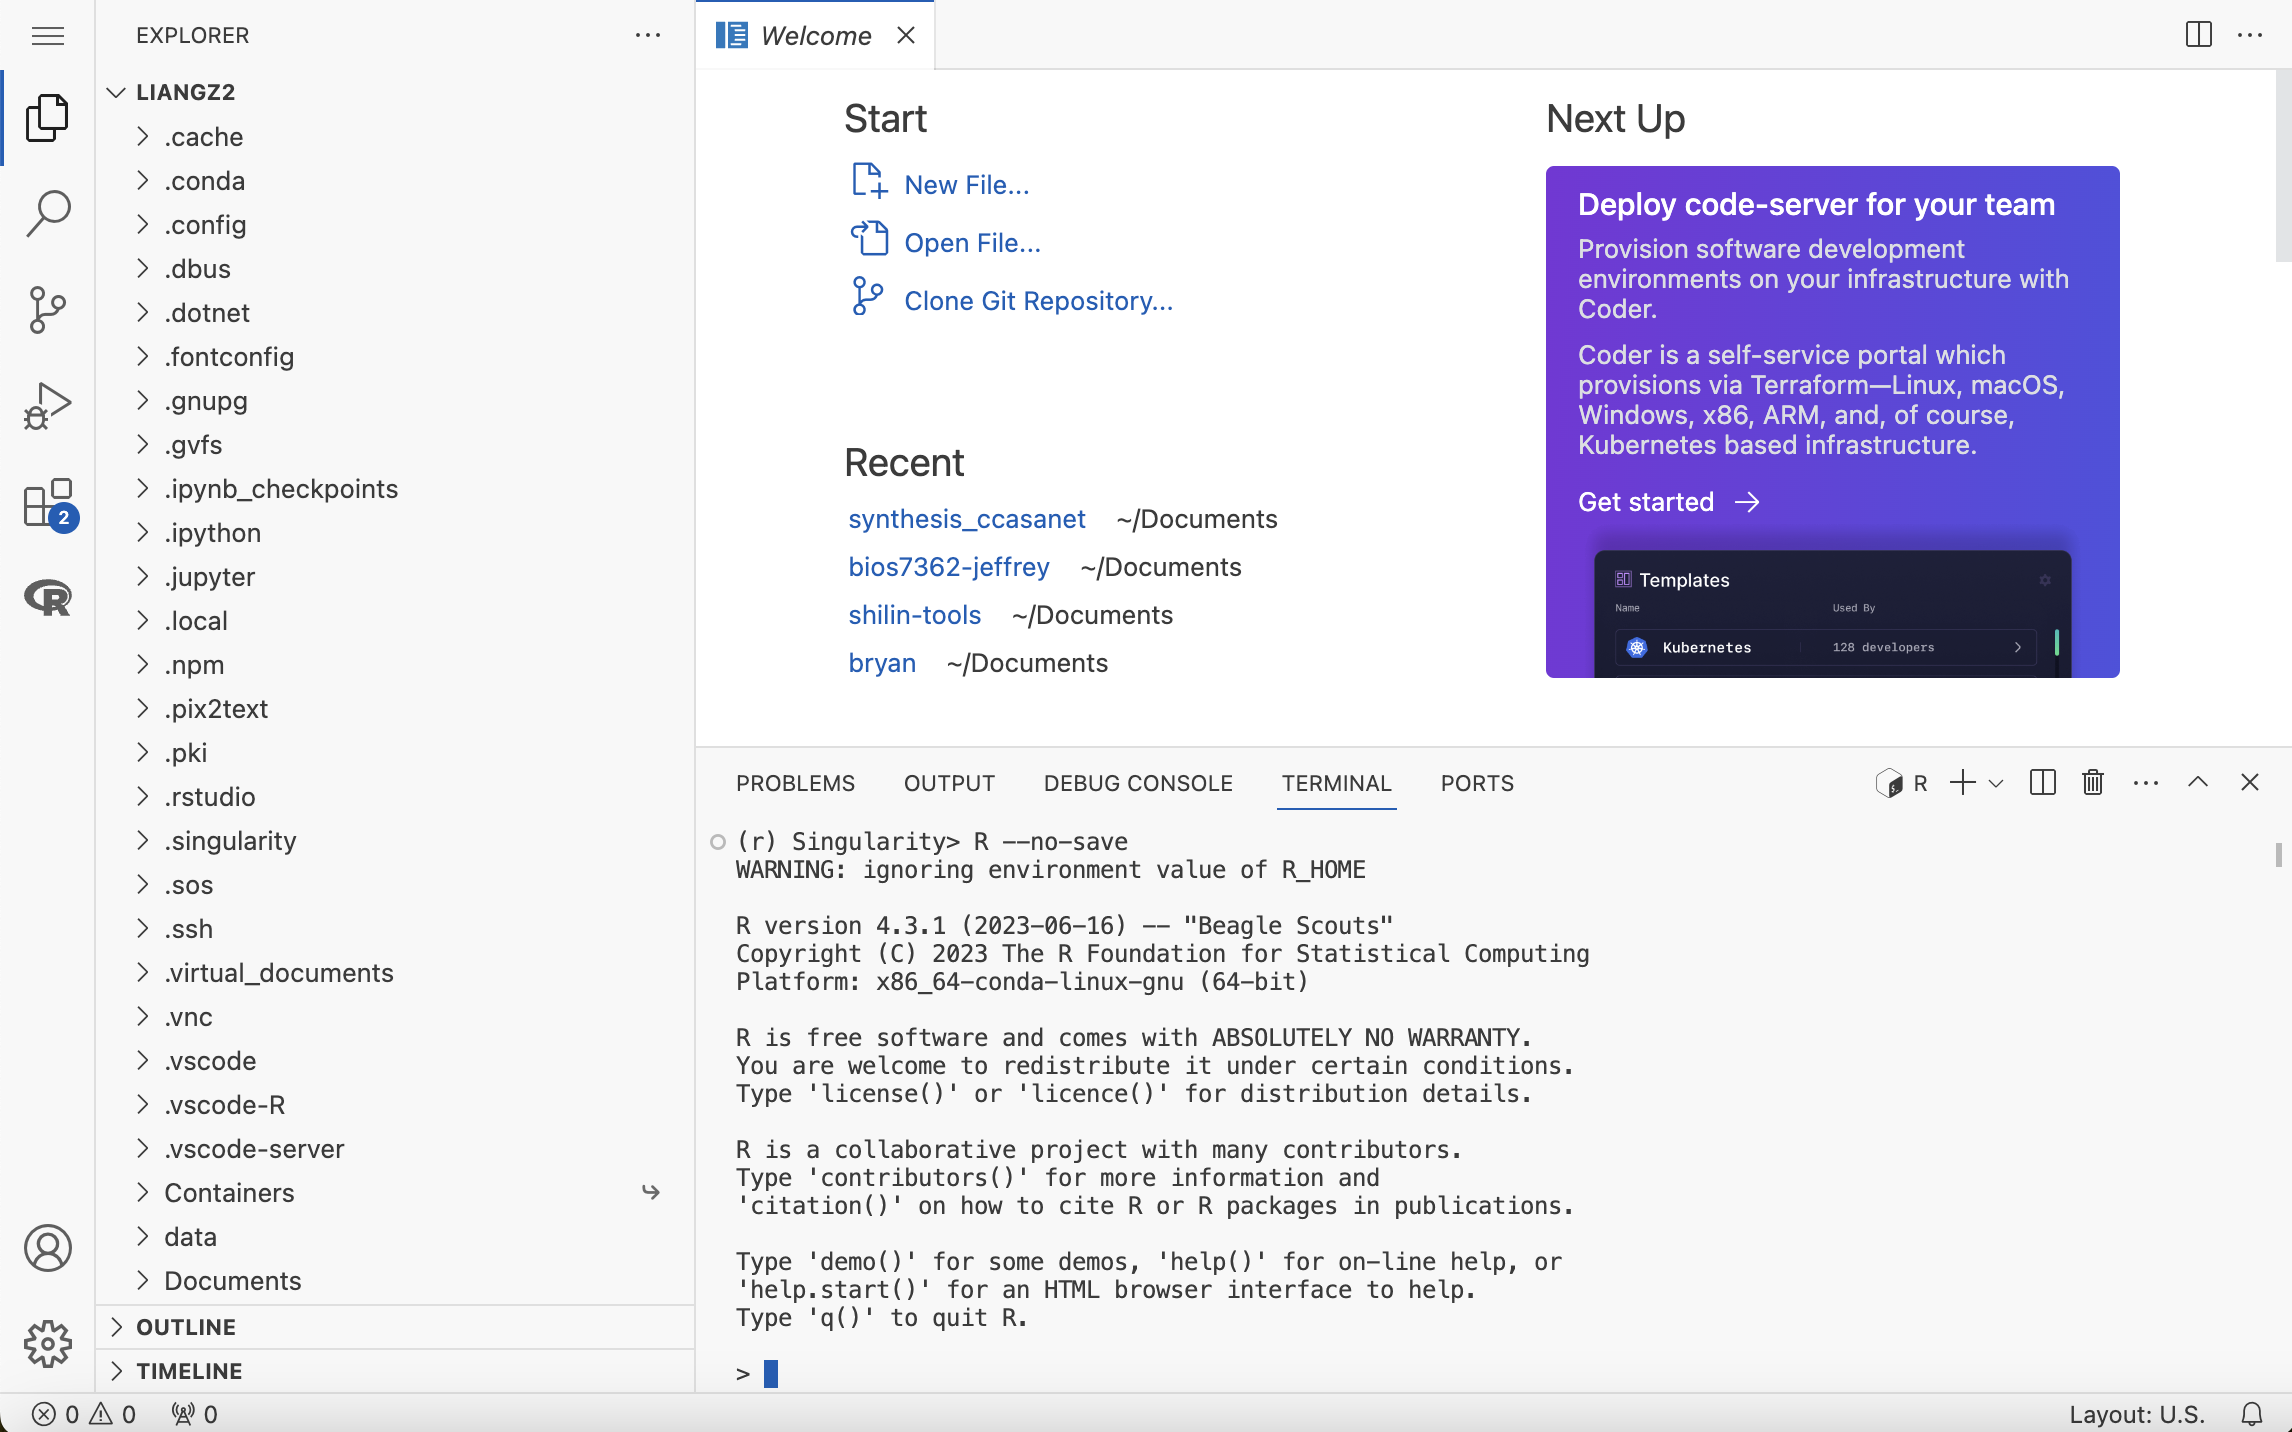 EXPLORER
LIANGZ2
.cache
.conda
.config
.dbus
.dotnet
.fontconfig
.gnupg
.gvfs
.ipynb_checkpoints
.ipython
.jupyter
.local
.npm
.pix2text
.pki
.rstudio
.singularity
.sos
.ssh
.virtual_documents
.vnc
.vscode
.vscode-R
.vscode-server
Containers
data
Documents
OUTLINE
TIMELINE
2
Welcome
Start
New File...
Open File...
Clone Git Repository...
Recent
synthesis_ccasanet ~/Documents
bios7362-jeffrey ~/Documents
shilin-tools ~/Documents
bryan ~/Documents
Next Up
Deploy code-server for your team
Provision software development
environments on your infrastructure with
Coder.
Coder is a self-service portal which
provisions via Terraform—Linux, macOS,
Windows, x86, ARM, and, of course,
Kubernetes based infrastructure.
Get started
Templates
Name Used By
Kubernetes 128 developers
PROBLEMS OUTPUT DEBUG CONSOLE TERMINAL PORTS R
(r) Singularity> R --no-save
WARNING: ignoring environment value of R_HOME
R version 4.3.1 (2023-06-16) -- "Beagle Scouts"
Copyright (C) 2023 The R Foundation for Statistical Computing
Platform: x86_64-conda-linux-gnu (64-bit)
R is free software and comes with ABSOLUTELY NO WARRANTY.
You are welcome to redistribute it under certain conditions.
Type 'license()' or 'licence()' for distribution details.
R is a collaborative project with many contributors.
Type 'contributors()' for more information and
'citation()' on how to cite R or R packages in publications.
Type 'demo()' for some demos, 'help()' for on-line help, or
'help.start()' for an HTML browser interface to help.
Type 'q()' to quit R.
>
0 0 0 Layout: U.S.